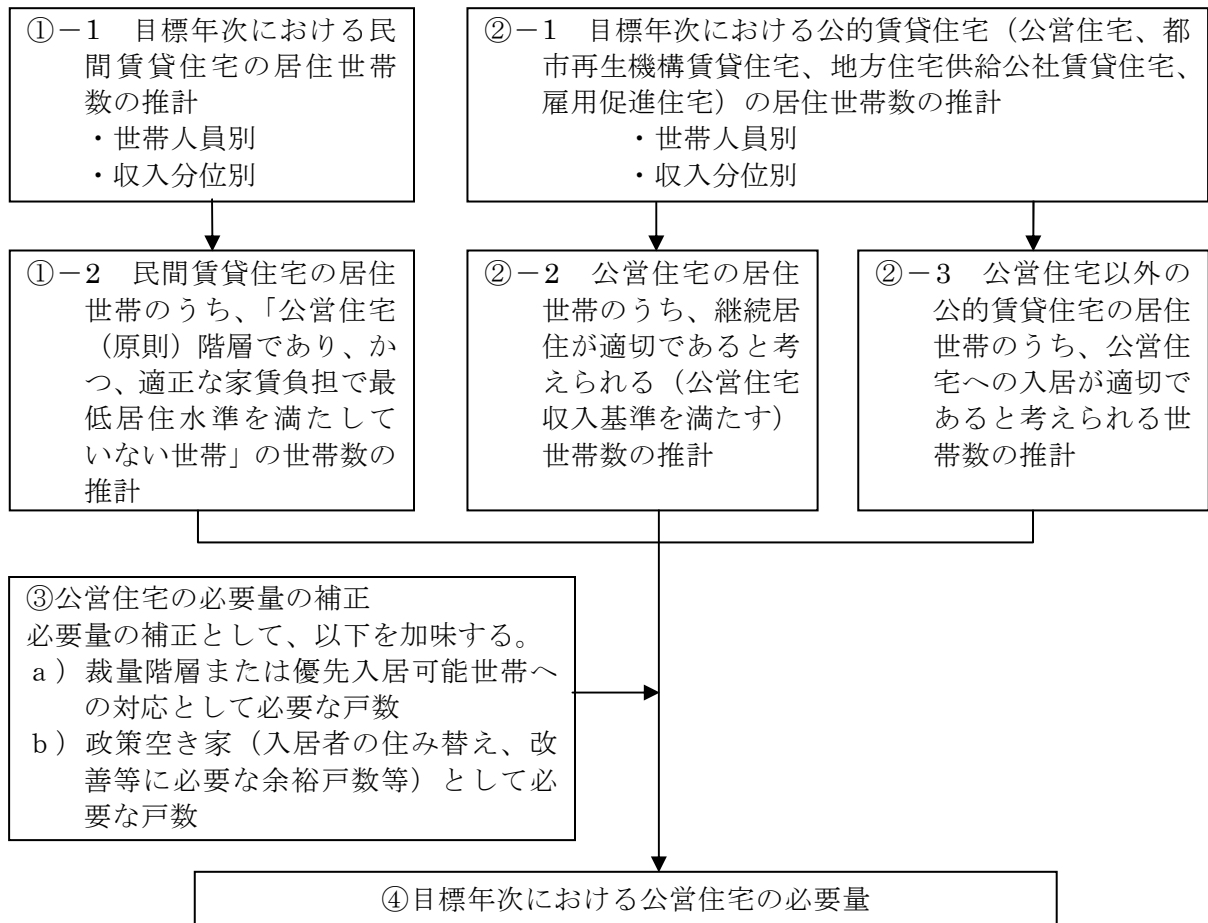 ①－1 目標年次における民
間賃貸住宅の居住世帯
数の推計
・世帯人員別
・収入分位別
②－1 目標年次における公的賃貸住宅（公営住宅、都
市再生機構賃貸住宅、地方住宅供給公社賃貸住宅、
雇用促進住宅）の居住世帯数の推計
・世帯人員別
・収入分位別
①－2 民間賃貸住宅の居住
世帯のうち、「公営住宅
（原則）階層であり、か
つ、適正な家賃負担で最
低居住水準を満たして
いない世帯」の世帯数の
推計
②－2 公営住宅の居住
世帯のうち、継続居
住が適切であると考
えられる（公営住宅
収入基準を満たす）
世帯数の推計
②－3 公営住宅以外の
公的賃貸住宅の居住
世帯のうち、公営住
宅への入居が適切で
あると考えられる世
帯数の推計
③公営住宅の必要量の補正
必要量の補正として、以下を加味する。
a）裁量階層または優先入居可能世帯へ
の対応として必要な戸数
b）政策空き家（入居者の住み替え、改
善等に必要な余裕戸数等）として必
要な戸数
④目標年次における公営住宅の必要量